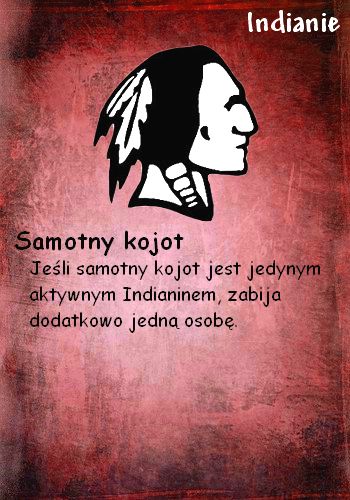 Indianie
Samotny kojot
Jeśli samotny kojot jest jedynym
aktywnym Indianinem, zabija
dodatkowo jedną osobę.